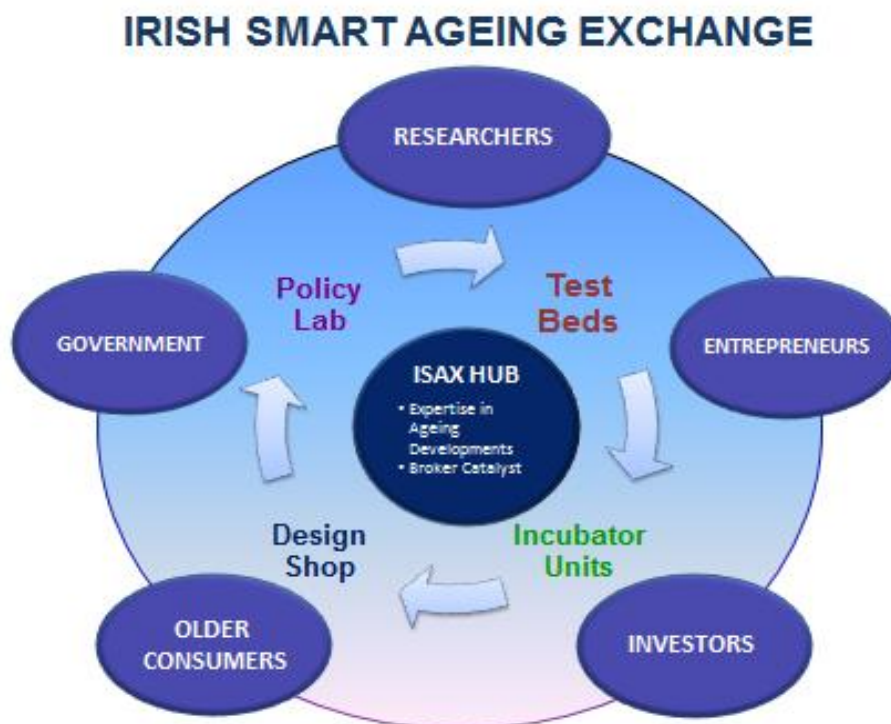 IRISH SMART AGEING EXCHANGE
RESEARCHERS
Policy
Lab
Test
Beds
GOVERNMENT
ENTREPRENEURS
ISAX HUB
• Expertise in
Ageing
Developments
• Broker Catalyst
Design
Shop
Incubator
Units
OLDER
CONSUMERS
INVESTORS